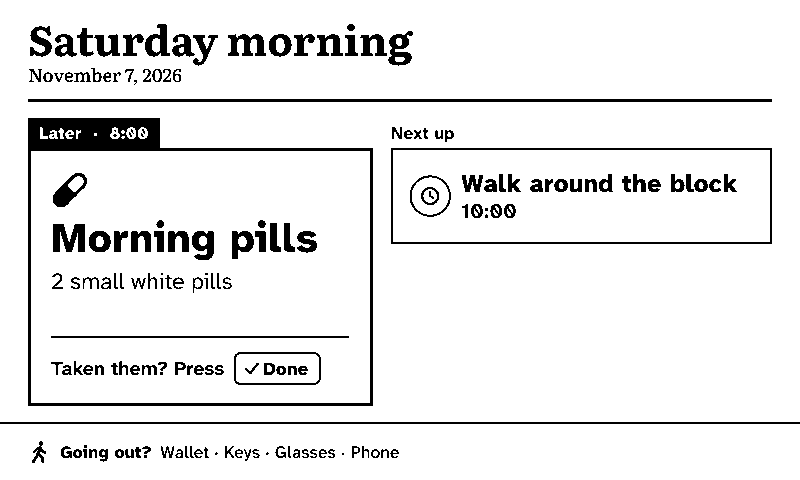 Saturday morning
November 7, 2026
Later · 8:00
Morning pills
2 small white pills
Taken them? Press ✓ Done
Next up
Walk around the block
10:00
Going out? Wallet · Keys · Glasses · Phone